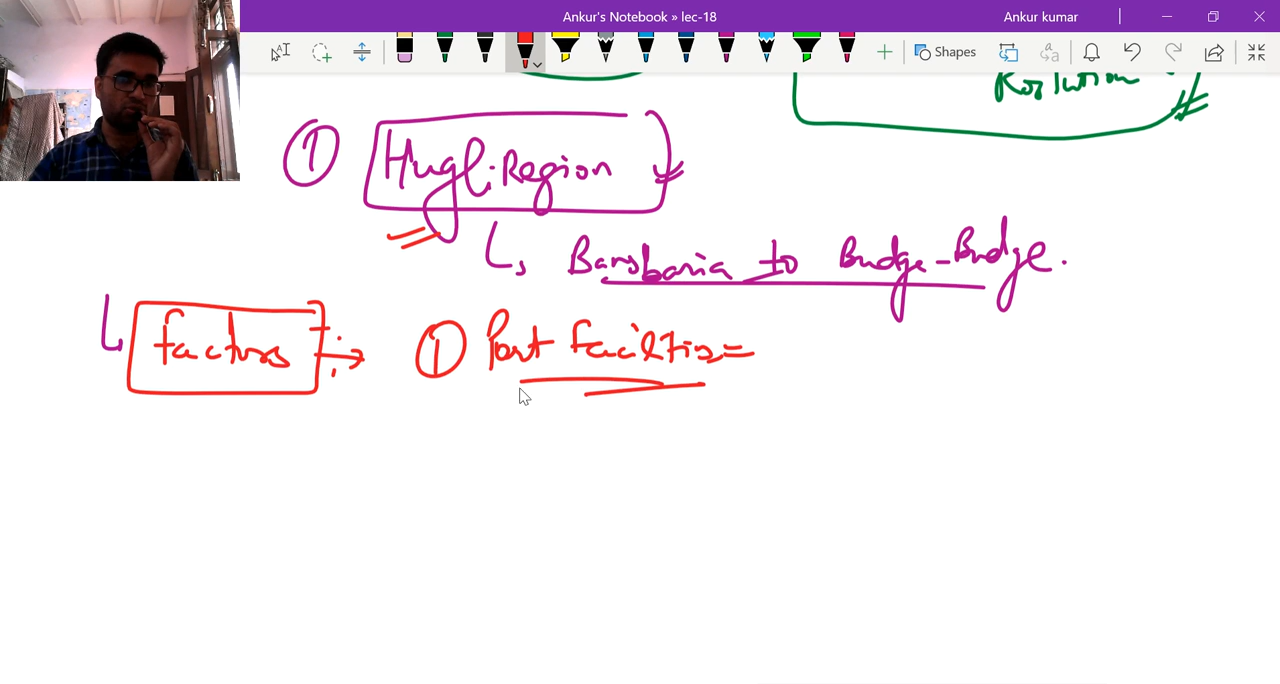 Ankur's Notebook » lec-18
Ankur kumar
Shapes
① Hugli Region
↳ Bansbaria to Budge-Budge.
↳ factors :→ ① Port facilities